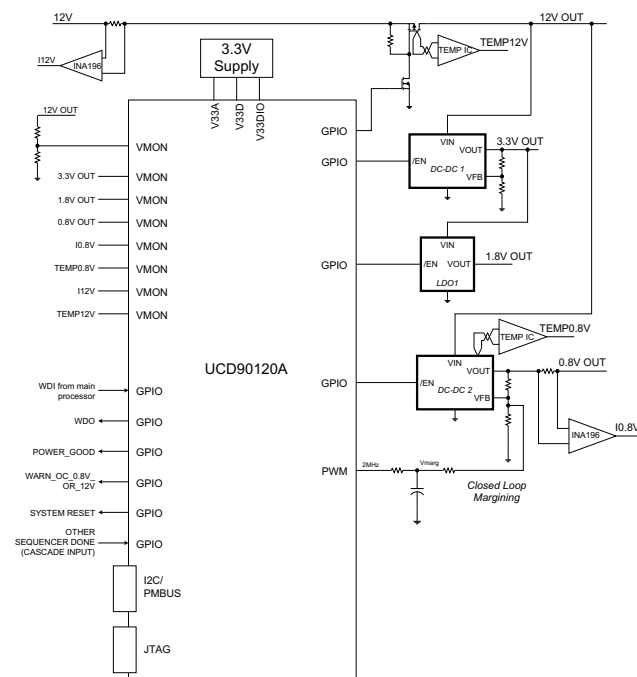 12V
12V OUT
TEMP IC
TEMP12V
I12V
INA196
3.3V
Supply
V33A
V33D
V33DIO
12V OUT
GPIO
VMON
GPIO
VIN
VOUT
3.3V OUT
/EN
VFB
DC-DC 1
3.3V OUT
VMON
1.8V OUT
VMON
0.8V OUT
VMON
I0.8V
VMON
TEMP0.8V
VMON
I12V
VMON
TEMP12V
VMON
GPIO
VIN
/EN
VOUT
1.8V OUT
LDO1
TEMP IC
TEMP0.8V
UCD90120A
GPIO
VIN
VOUT
0.8V OUT
/EN
VFB
DC-DC 2
INA196
I0.8V
WDI from main
processor
GPIO
WDO
GPIO
POWER_GOOD
GPIO
WARN_OC_0.8V_
OR_12V
GPIO
SYSTEM RESET
GPIO
OTHER
SEQUENCER DONE
(CASCADE INPUT)
GPIO
PWM
2MHz
Vmarg
Closed Loop
Margining
I2C/
PMBUS
JTAG